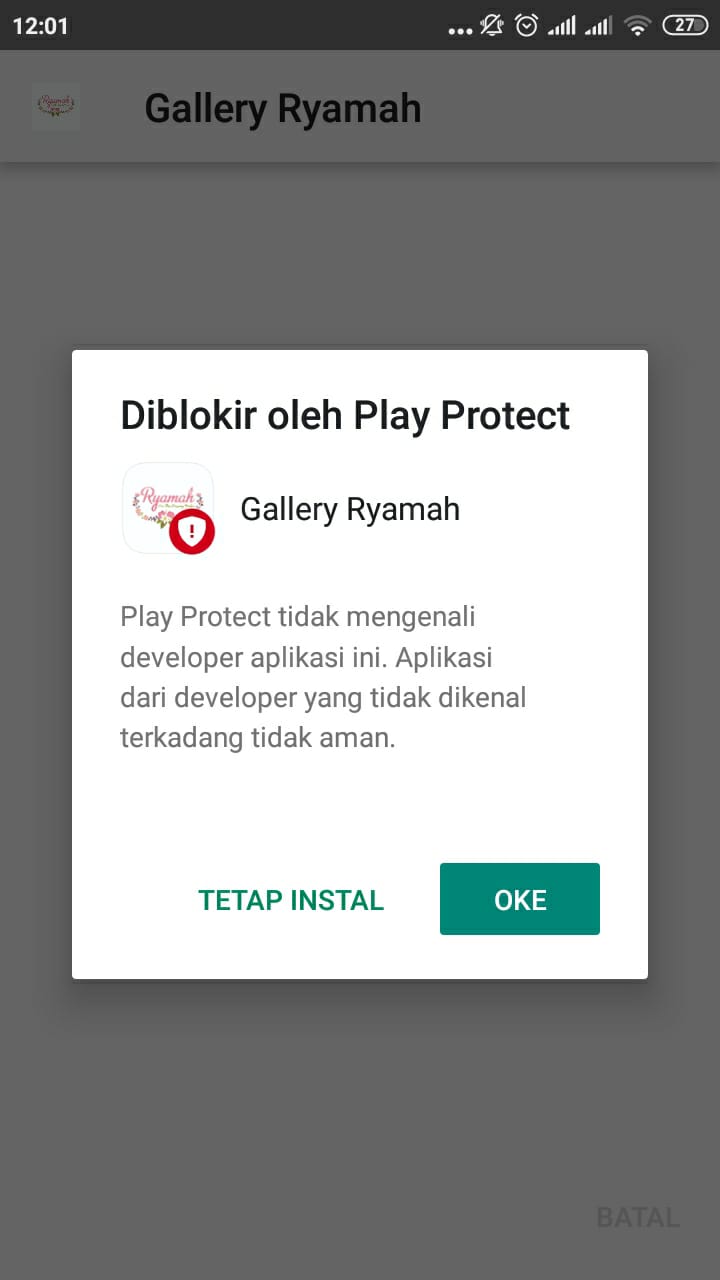 12:01
27
Gallery Ryamah
Diblokir oleh Play Protect
Ryamah
Gallery Ryamah
Play Protect tidak mengenali
developer aplikasi ini. Aplikasi
dari developer yang tidak dikenal
terkadang tidak aman.
TETAP INSTAL
OKE
BATAL